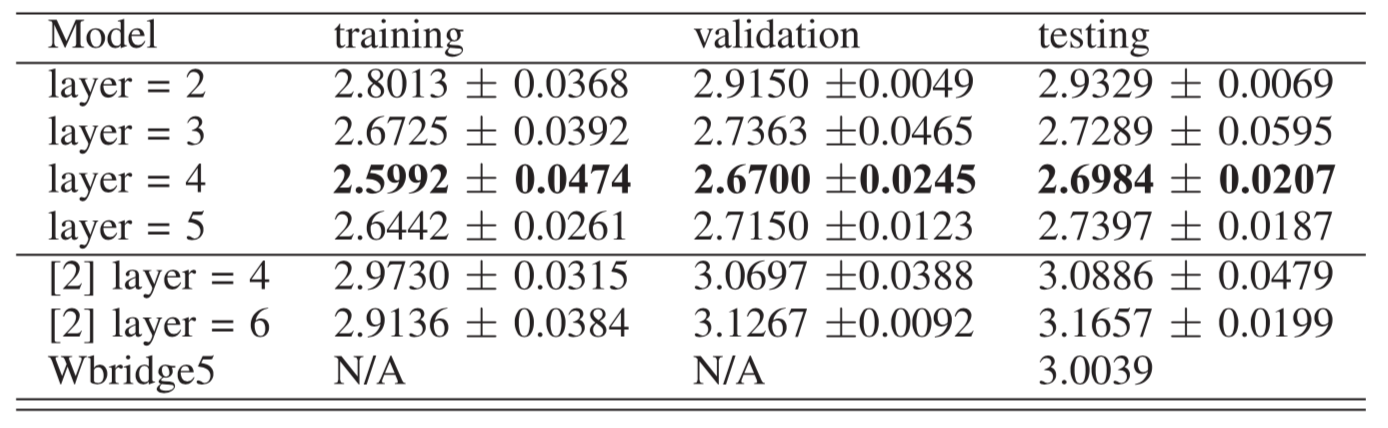 Model training validation testing
layer = 2 2.8013 ± 0.0368 2.9150 ±0.0049 2.9329 ± 0.0069
layer = 3 2.6725 ± 0.0392 2.7363 ±0.0465 2.7289 ± 0.0595
layer = 4 2.5992 ± 0.0474 2.6700 ±0.0245 2.6984 ± 0.0207
layer = 5 2.6442 ± 0.0261 2.7150 ±0.0123 2.7397 ± 0.0187
[2] layer = 4 2.9730 ± 0.0315 3.0697 ±0.0388 3.0886 ± 0.0479
[2] layer = 6 2.9136 ± 0.0384 3.1267 ±0.0092 3.1657 ± 0.0199
Wbridge5 N/A N/A 3.0039